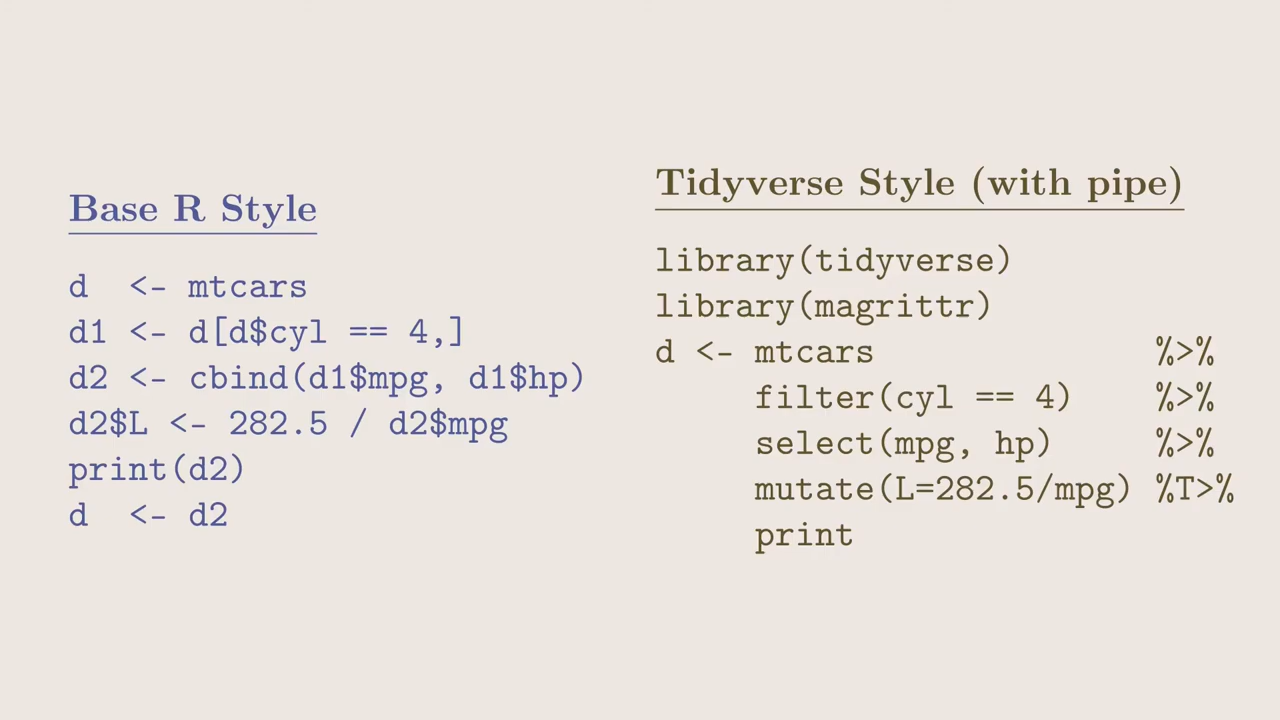 Base R Style
d  <- mtcars
d1 <- d[d$cyl == 4,]
d2 <- cbind(d1$mpg, d1$hp)
d2$L <- 282.5 / d2$mpg
print(d2)
d  <- d2
Tidyverse Style (with pipe)
library(tidyverse)
library(magrittr)
d <- mtcars              %>%
     filter(cyl == 4)    %>%
     select(mpg, hp)     %>%
     mutate(L=282.5/mpg) %T>%
     print